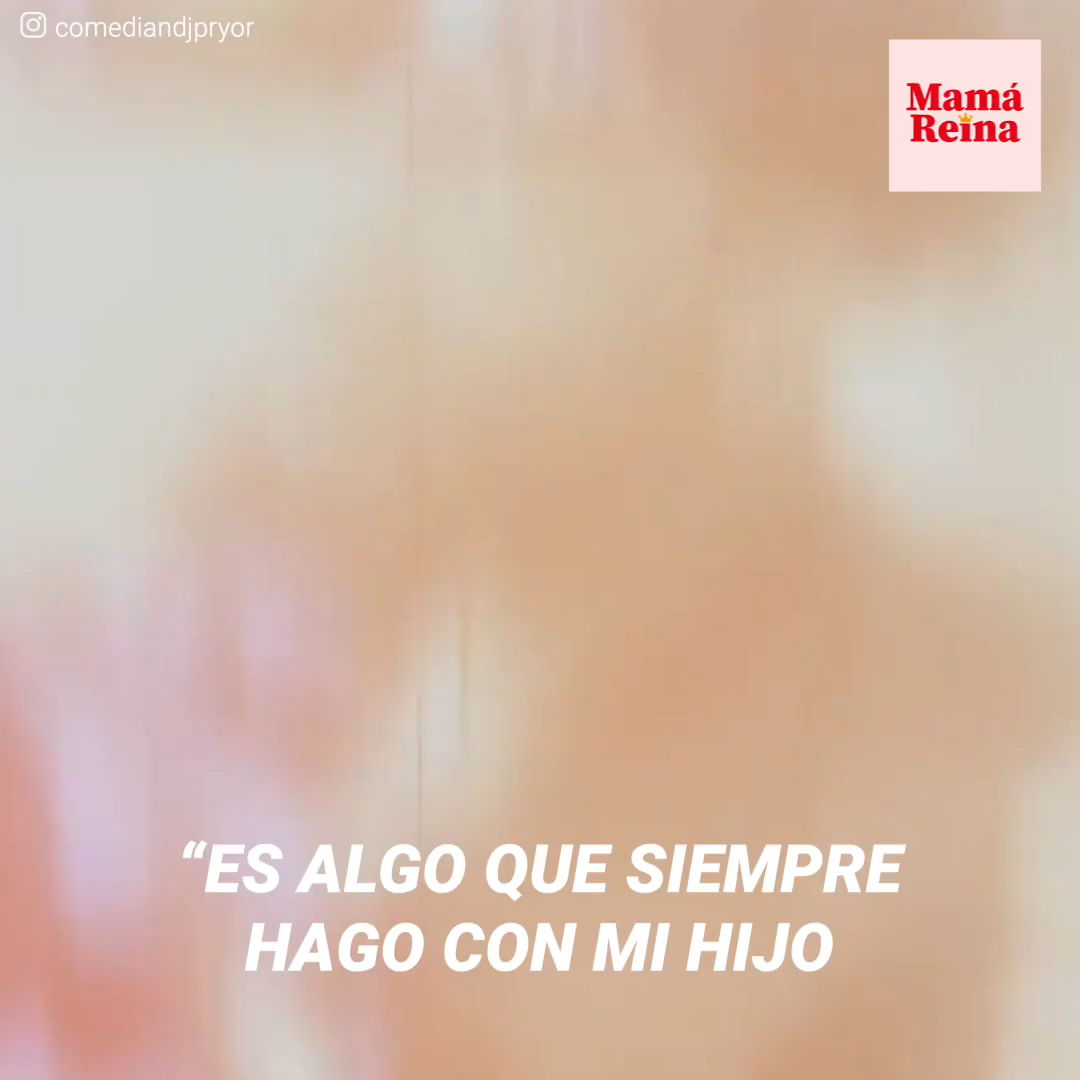 comediandjpryor
Mamá
Reina
“ES ALGO QUE SIEMPRE
HAGO CON MI HIJO